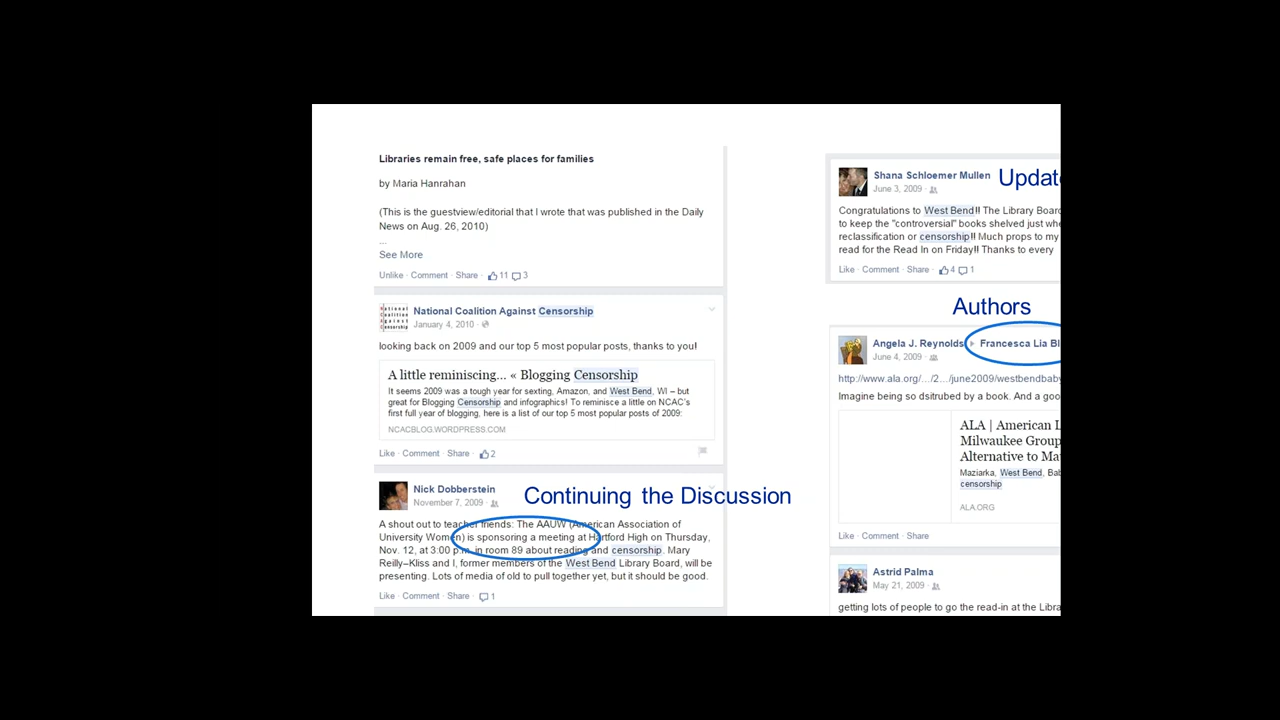 Libraries remain free, safe places for families
by Maria Hanrahan
(This is the guestview/editorial that I wrote that was published in the Daily
News on Aug. 26, 2010)
...
See More
Unlike · Comment · Share · 11 3
National Coalition Against Censorship
January 4, 2010 ·
looking back on 2009 and our top 5 most popular posts, thanks to you!
A little reminiscing... « Blogging Censorship
It seems 2009 was a tough year for sexting, Amazon, and West Bend, WI – but
great for Blogging Censorship and infographics! To reminisce a little on NCAC's
first full year of blogging, here is a list of our top 5 most popular posts of 2009:
NCACBLOG.WORDPRESS.COM
Like · Comment · Share · 2
Nick Dobberstein
November 7, 2009 ·
Continuing the Discussion
A shout out to teacher friends: The AAUW (American Association of
University Women) is sponsoring a meeting at Hartford High on Thursday,
Nov. 12, at 3:00 p.m. in room 89 about reading and censorship. Mary
Reilly–Kliss and I, former members of the West Bend Library Board, will be
presenting. Lots of media of old to pull together yet, but it should be good.
Like · Comment · Share · 1
Shana Schloemer Mullen
June 3, 2009 ·
Update
Congratulations to West Bend!! The Library Board
to keep the "controversial" books shelved just whe
reclassification or censorship!! Much props to my
read for the Read In on Friday!! Thanks to every
Like · Comment · Share · 4 1
Authors
Angela J. Reynolds Francesca Lia Bl
June 4, 2009 ·
http://www.ala.org/.../2.../june2009/westbendbaby
Imagine being so dsitrubed by a book. And a goo
ALA | American L
Milwaukee Group
Alternative to Ma
Maziarka, West Bend, Bab
censorship
ALA.ORG
Like · Comment · Share
Astrid Palma
May 21, 2009 ·
getting lots of people to go the read-in at the Libra